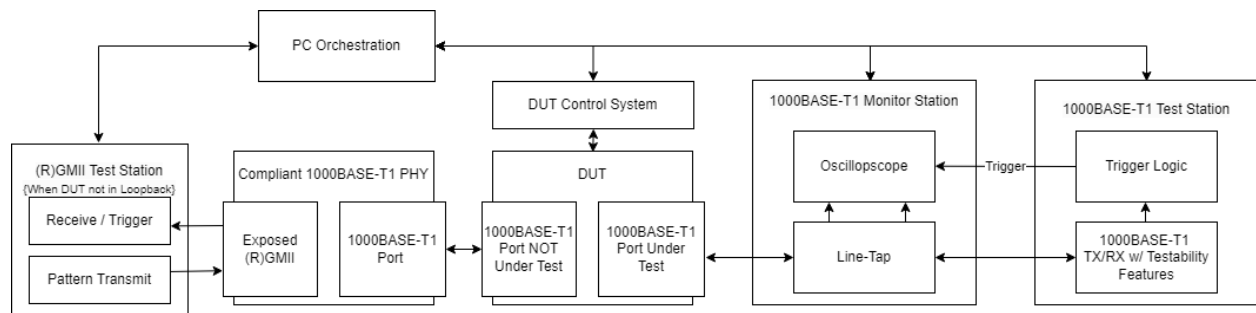 PC Orchestration
DUT Control System
1000BASE-T1 Monitor Station
1000BASE-T1 Test Station
(R)GMII Test Station
{When DUT not in Loopback}
Compliant 1000BASE-T1 PHY
DUT
Oscillopscope
Trigger
Trigger Logic
Receive / Trigger
Pattern Transmit
Exposed
(R)GMII
1000BASE-T1
Port
1000BASE-T1
Port NOT
Under Test
1000BASE-T1
Port Under
Test
Line-Tap
1000BASE-T1
TX/RX w/ Testability
Features